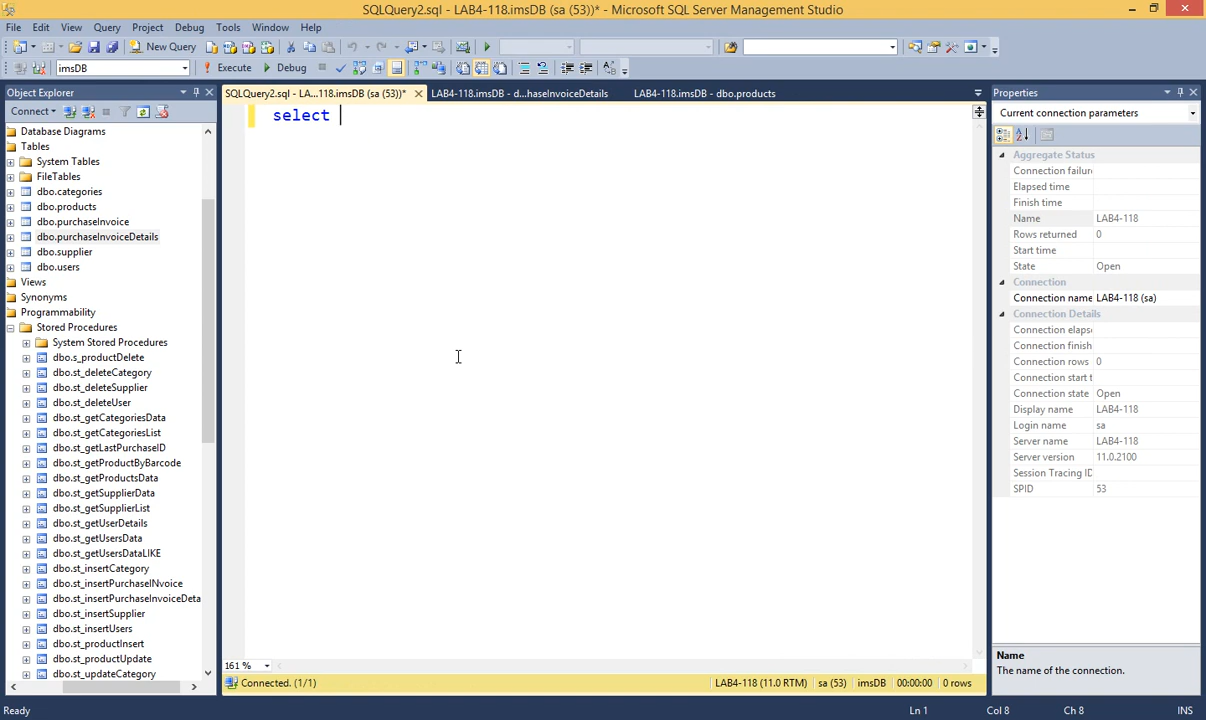 SQLQuery2.sql - LAB4-118.imsDB (sa (53))* - Microsoft SQL Server Management Studio
File Edit View Query Project Debug Tools Window Help
New Query
imsDB Execute Debug
Object Explorer
Connect
Database Diagrams
Tables
System Tables
FileTables
dbo.categories
dbo.products
dbo.purchaseInvoice
dbo.purchaseInvoiceDetails
dbo.supplier
dbo.users
Views
Synonyms
Programmability
Stored Procedures
System Stored Procedures
dbo.s_productDelete
dbo.st_deleteCategory
dbo.st_deleteSupplier
dbo.st_deleteUser
dbo.st_getCategoriesData
dbo.st_getCategoriesList
dbo.st_getLastPurchaseID
dbo.st_getProductByBarcode
dbo.st_getProductsData
dbo.st_getSupplierData
dbo.st_getSupplierList
dbo.st_getUserDetails
dbo.st_getUsersData
dbo.st_getUsersDataLIKE
dbo.st_insertCategory
dbo.st_insertPurchaseINvoice
dbo.st_insertPurchaseInvoiceDeta
dbo.st_insertSupplier
dbo.st_insertUsers
dbo.st_productInsert
dbo.st_productUpdate
dbo.st_updateCategory
SQLQuery2.sql - LA...118.imsDB (sa (53))* LAB4-118.imsDB - d...haseInvoiceDetails LAB4-118.imsDB - dbo.products
select
161 %
Connected. (1/1) LAB4-118 (11.0 RTM) sa (53) imsDB 00:00:00 0 rows
Properties
Current connection parameters
Aggregate Status
Connection failure
Elapsed time
Finish time
Name LAB4-118
Rows returned 0
Start time
State Open
Connection
Connection name LAB4-118 (sa)
Connection Details
Connection elaps
Connection finish
Connection rows 0
Connection start t
Connection state Open
Display name LAB4-118
Login name sa
Server name LAB4-118
Server version 11.0.2100
Session Tracing ID
SPID 53
Name
The name of the connection.
Ready Ln 1 Col 8 Ch 8 INS